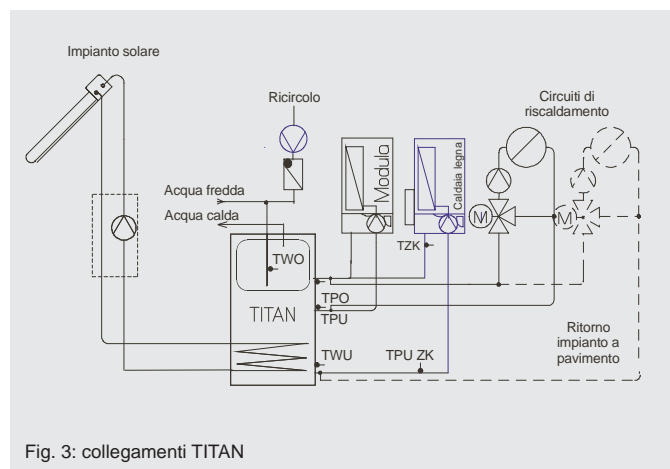 Impianto solare
Ricircolo
Circuiti di
riscaldamento
Modula
Caldaia legna
Acqua fredda
Acqua calda
M
M
TZK
TWO
TPO
TITAN
TPU
Ritorno
impianto a
pavimento
TWU
TPU ZK
Fig. 3: collegamenti TITAN